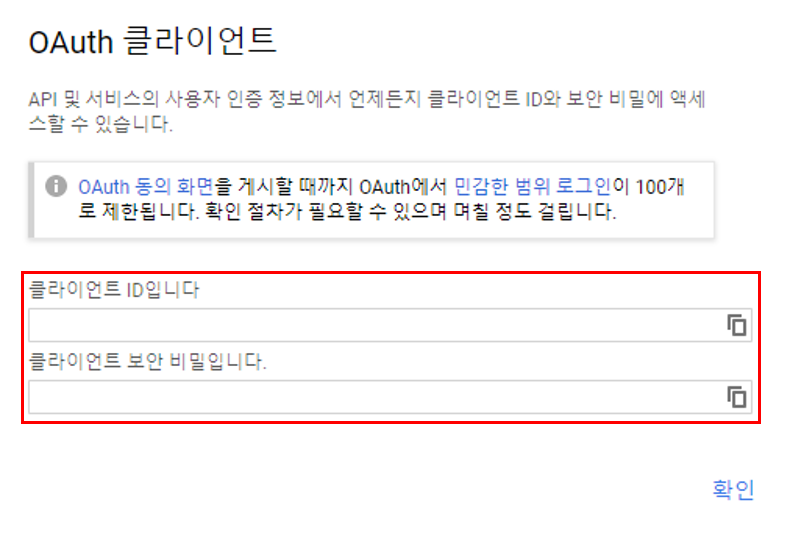 OAuth 클라이언트
API 및 서비스의 사용자 인증 정보에서 언제든지 클라이언트 ID와 보안 비밀에 액세
스할 수 있습니다.
OAuth 동의 화면을 게시할 때까지 OAuth에서 민감한 범위 로그인이 100개
로 제한됩니다. 확인 절차가 필요할 수 있으며 며칠 정도 걸립니다.
클라이언트 ID입니다
클라이언트 보안 비밀입니다.
확인